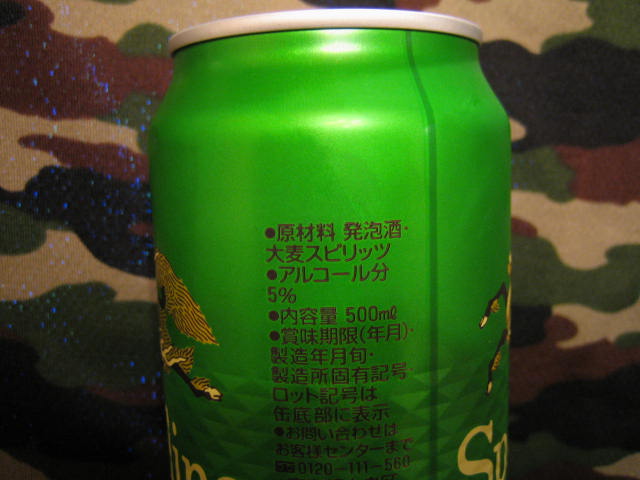 ●原材料 発泡酒・
大麦スピリッツ
●アルコール分
5%
●内容量 500ml
●賞味期限(年月)・
製造年月旬・
製造所固有記号・
ロット記号は
缶底部に表示
●お問い合わせは
お客様センターまで
0120-111-560